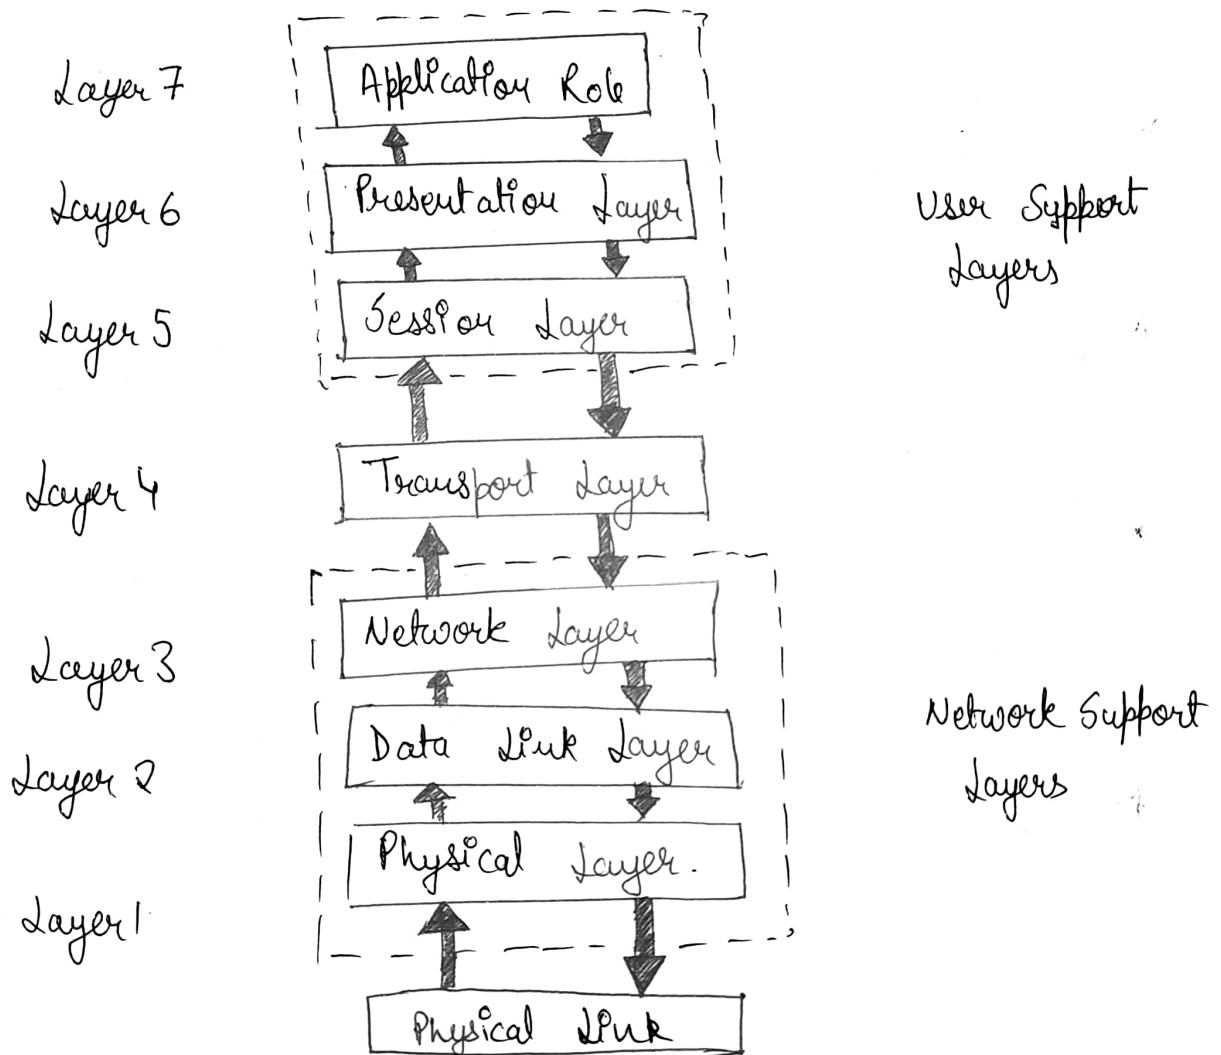 Layer 7
Application Role
Layer 6
Presentation Layer
User Support
Layers
Layer 5
Session Layer
Layer 4
Transport Layer
Layer 3
Network Layer
Layer 2
Data Link Layer
Network Support
Layers
Layer 1
Physical Layer.
Physical Link